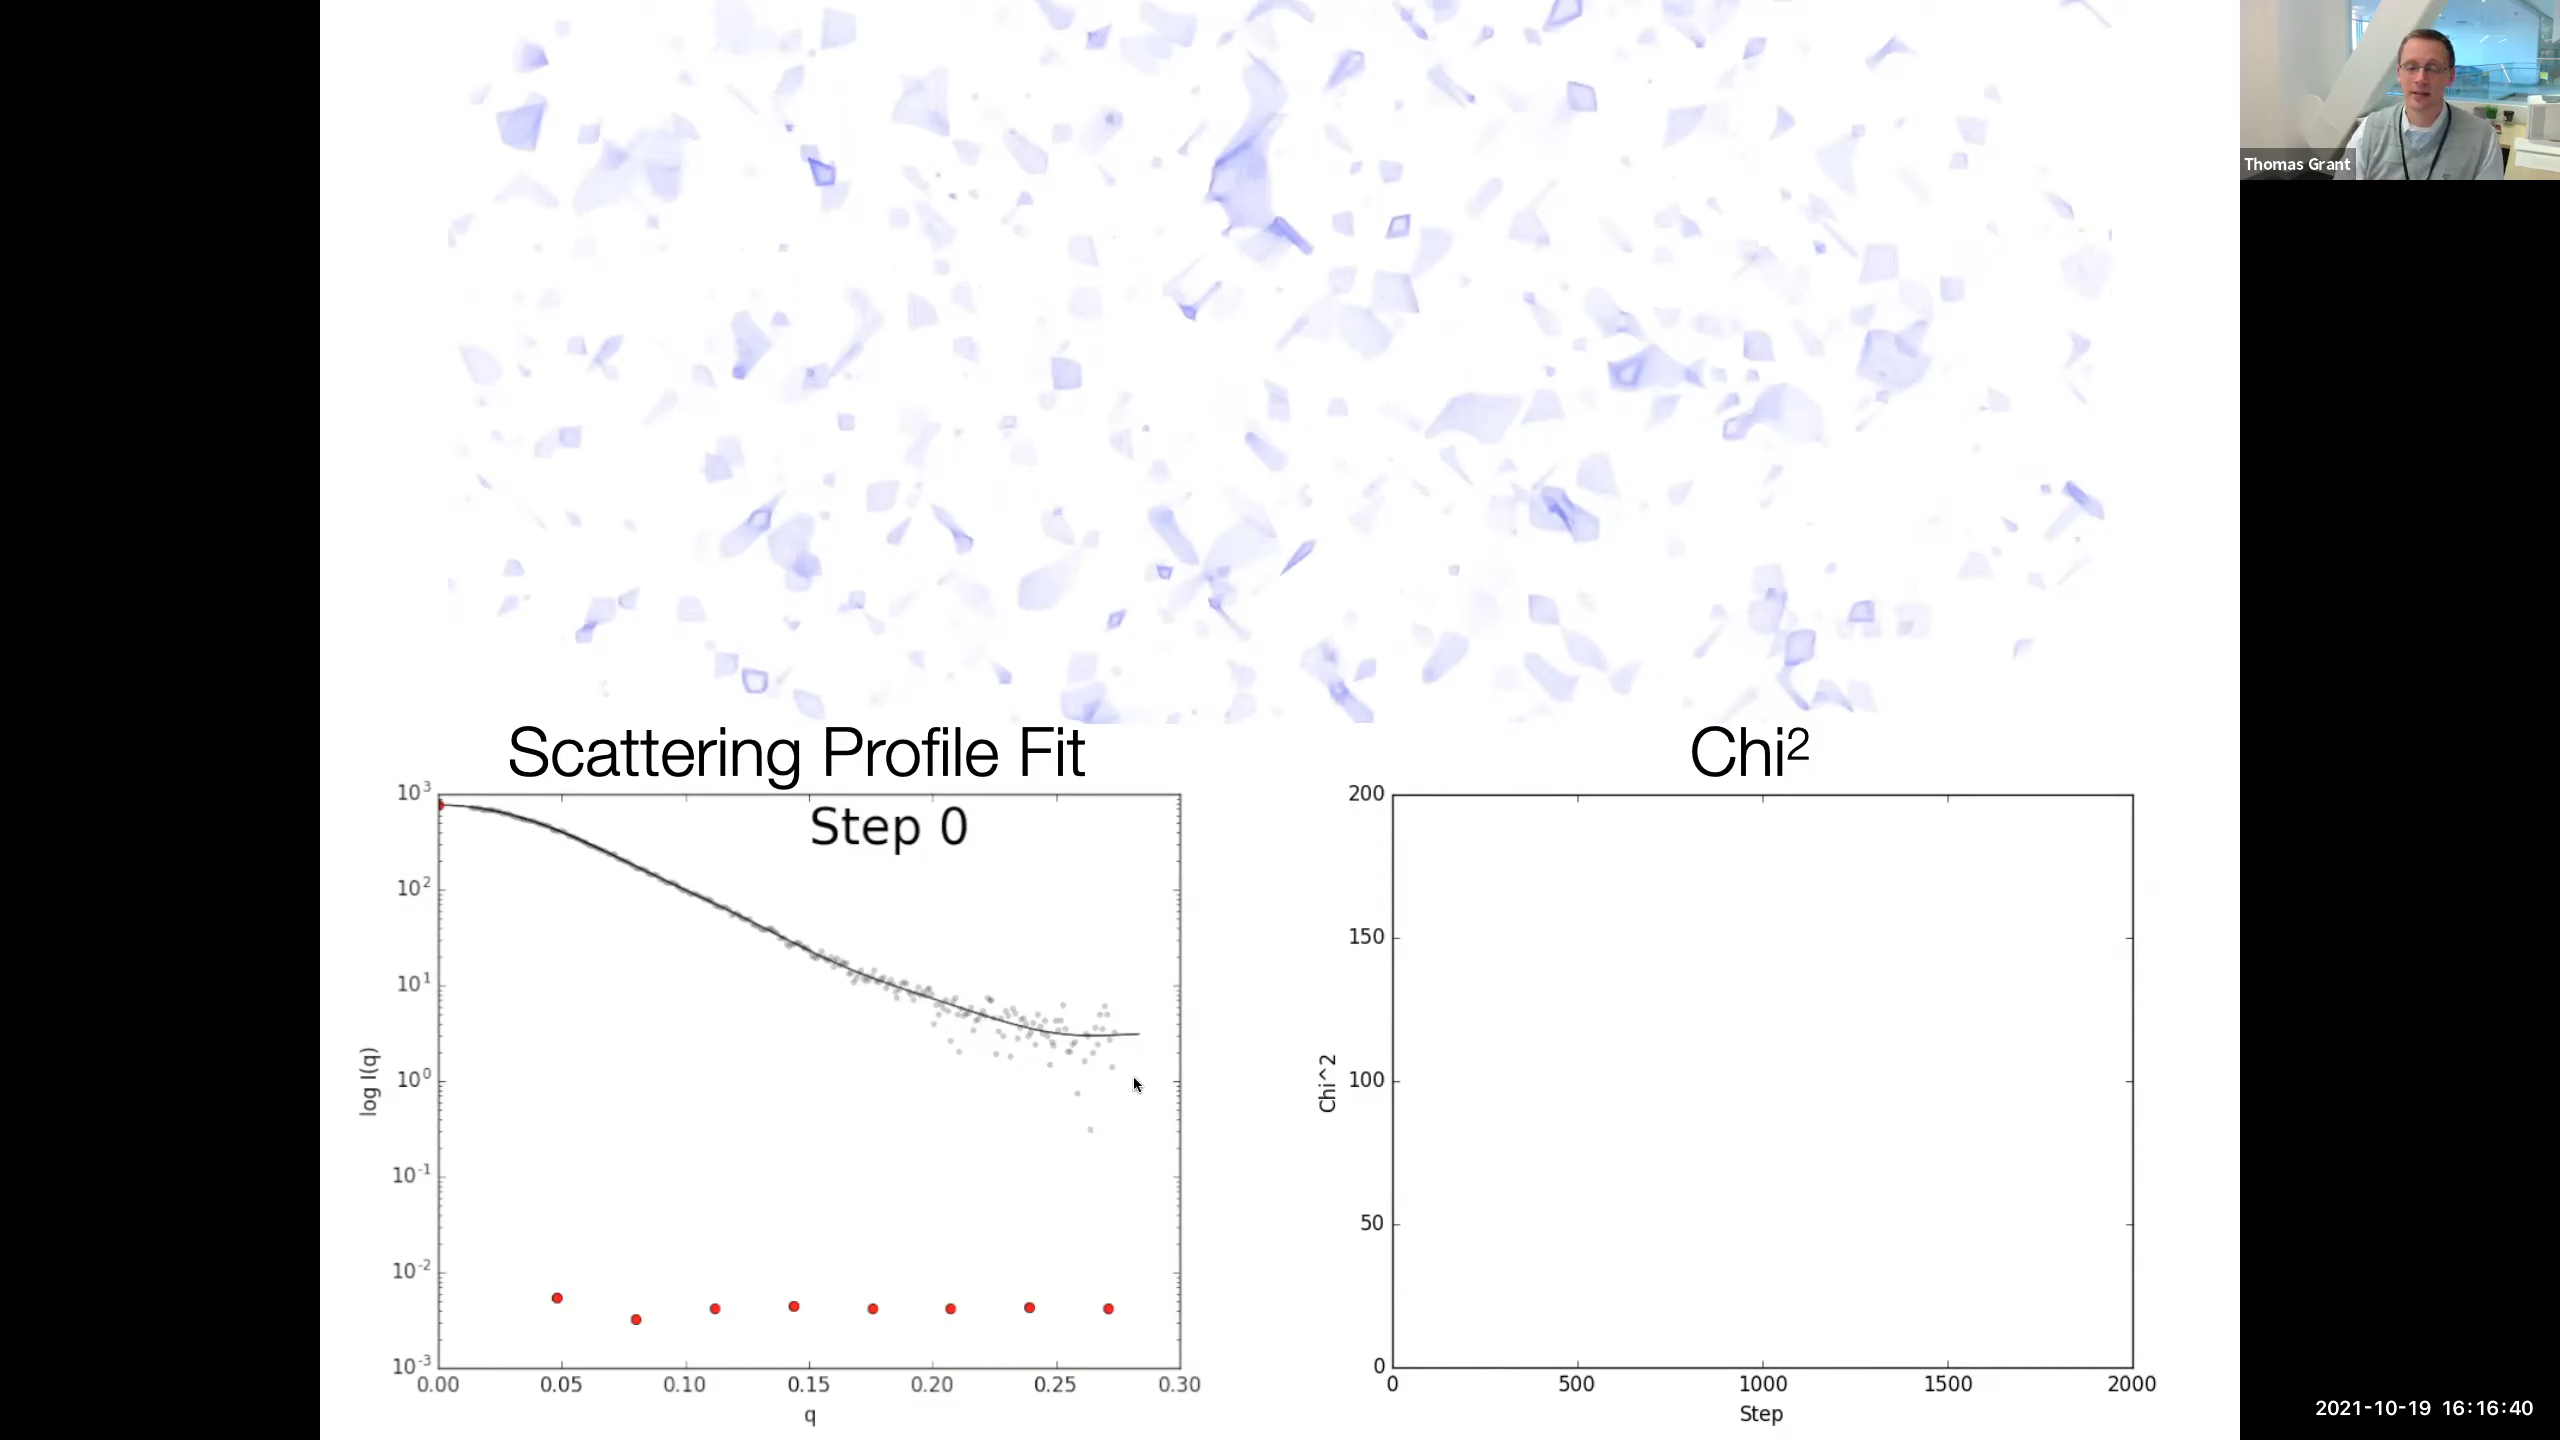 Thomas Grant
Scattering Profile Fit
Chi²
Step 0
10³
10²
10¹
10⁰
10⁻¹
10⁻²
10⁻³
log I(q)
0.00 0.05 0.10 0.15 0.20 0.25 0.30
q
200
150
100
50
0
Chi^2
0 500 1000 1500 2000
Step
2021-10-19 16:16:40